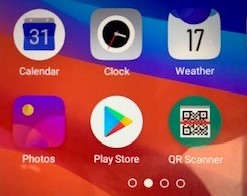 31
17
Calendar Clock Weather
Photos Play Store QR Scanner